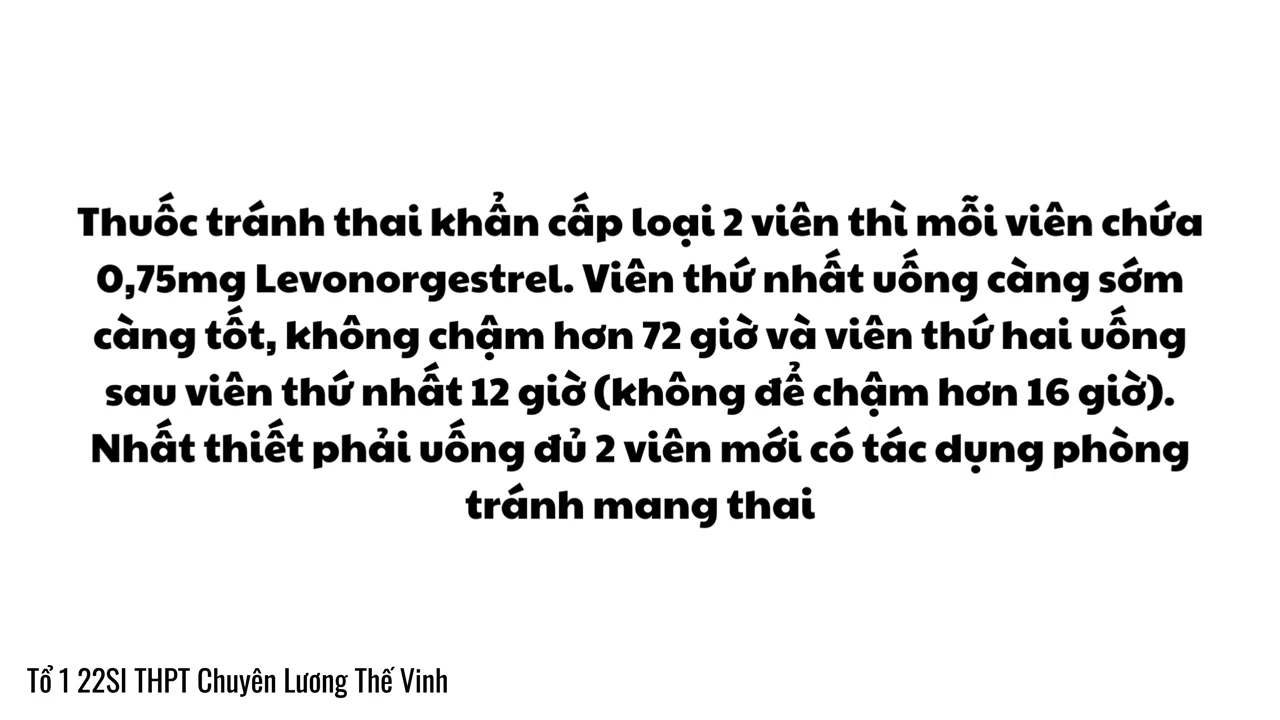 Thuốc tránh thai khẩn cấp loại 2 viên thì mỗi viên chứa
0,75mg Levonorgestrel. Viên thứ nhất uống càng sớm
càng tốt, không chậm hơn 72 giờ và viên thứ hai uống
sau viên thứ nhất 12 giờ (không để chậm hơn 16 giờ).
Nhất thiết phải uống đủ 2 viên mới có tác dụng phòng
tránh mang thai
Tổ 1 22SI THPT Chuyên Lương Thế Vinh